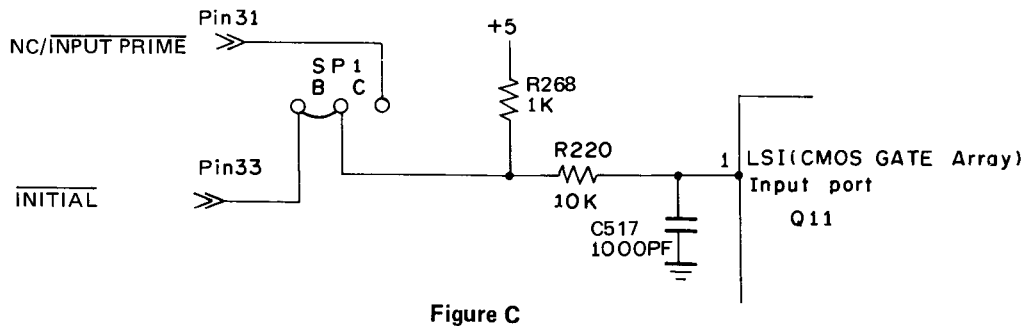 Pin31
NC/INPUT PRIME
SP1
B C
Pin33
INITIAL
+5
R268
1K
R220
10K
C517
1000PF
1
LSI(CMOS GATE Array)
Input port
Q11
Figure C